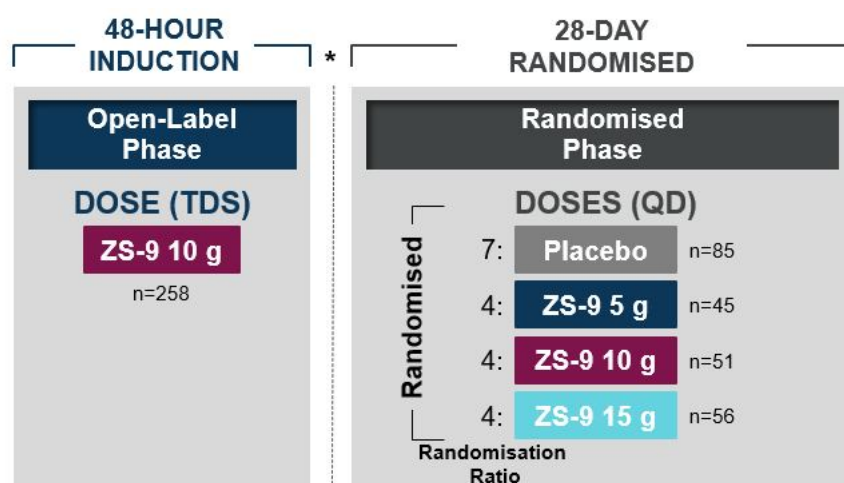 48-HOUR
INDUCTION
*
28-DAY
RANDOMISED
Open-Label
Phase
DOSE (TDS)
ZS-9 10 g
n=258
Randomised
Phase
DOSES (QD)
Randomised
7: Placebo n=85
4: ZS-9 5 g n=45
4: ZS-9 10 g n=51
4: ZS-9 15 g n=56
Randomisation
Ratio